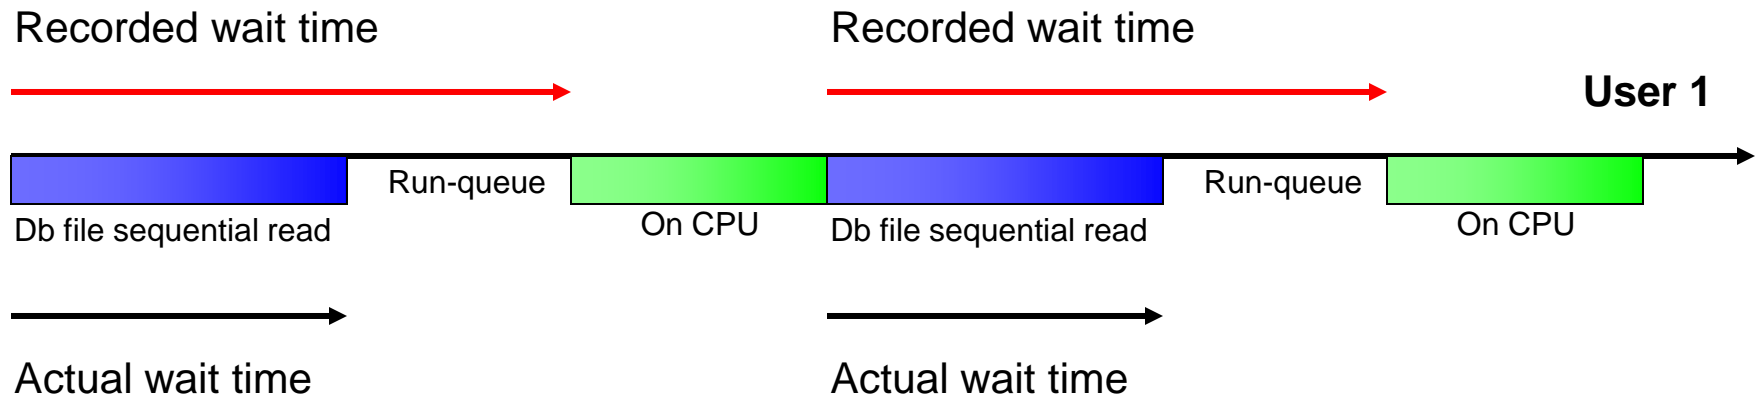 Recorded wait time
Recorded wait time
User 1
Run-queue
Run-queue
Db file sequential read
On CPU
Db file sequential read
On CPU
Actual wait time
Actual wait time